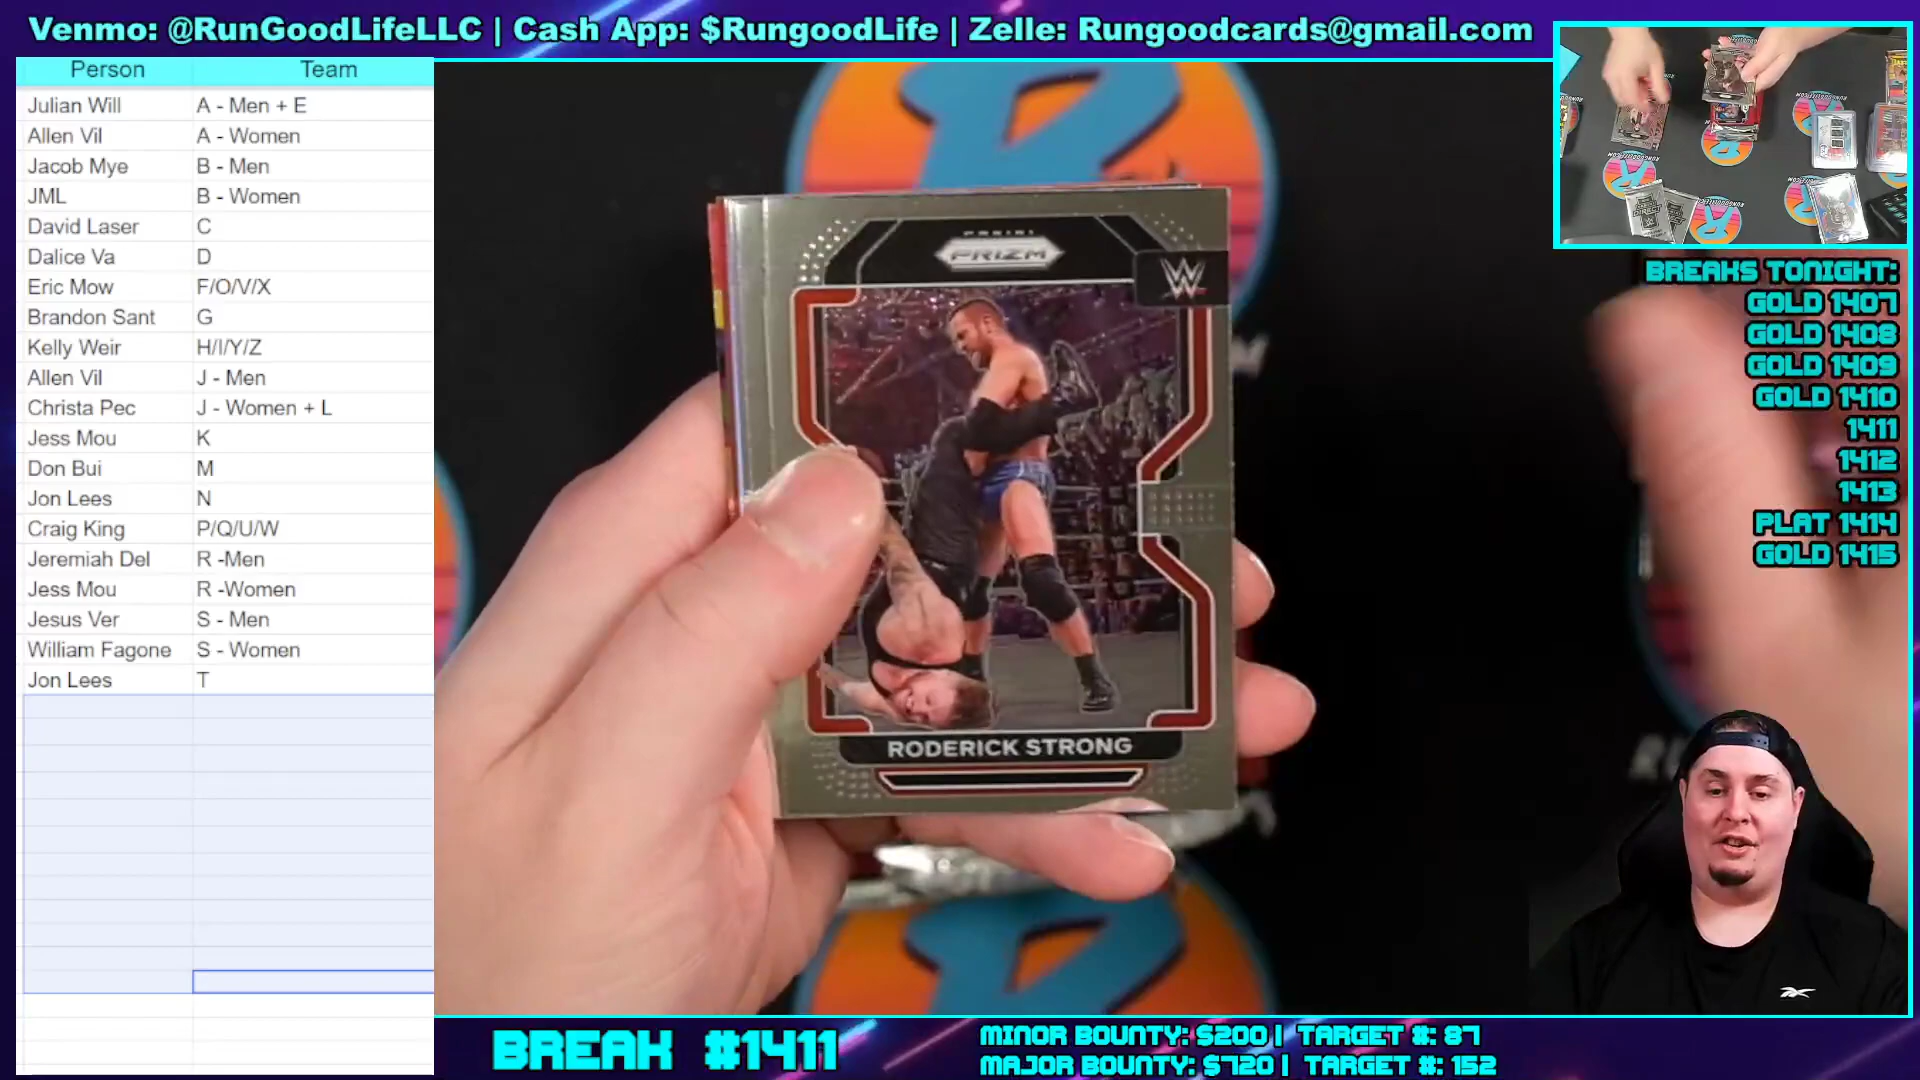 Venmo: @RunGoodLifeLLC | Cash App: $RungoodLife | Zelle: Rungoodcards@gmail.com
Person Team
Julian Will A - Men + E
Allen Vil A - Women
Jacob Mye B - Men
JML B - Women
David Laser C
Dalice Va D
Eric Mow F/O/V/X
Brandon Sant G
Kelly Weir H/I/Y/Z
Allen Vil J - Men
Christa Pec J - Women + L
Jess Mou K
Don Bui M
Jon Lees N
Craig King P/Q/U/W
Jeremiah Del R -Men
Jess Mou R -Women
Jesus Ver S - Men
William Fagone S - Women
Jon Lees T
PANINI
PRIZM
W
RODERICK STRONG
BREAKS TONIGHT:
GOLD 1407
GOLD 1408
GOLD 1409
GOLD 1410
1411
1412
1413
PLAT 1414
GOLD 1415
BREAK #1411
MINOR BOUNTY: $200 | TARGET #: 87
MAJOR BOUNTY: $720 | TARGET #: 152